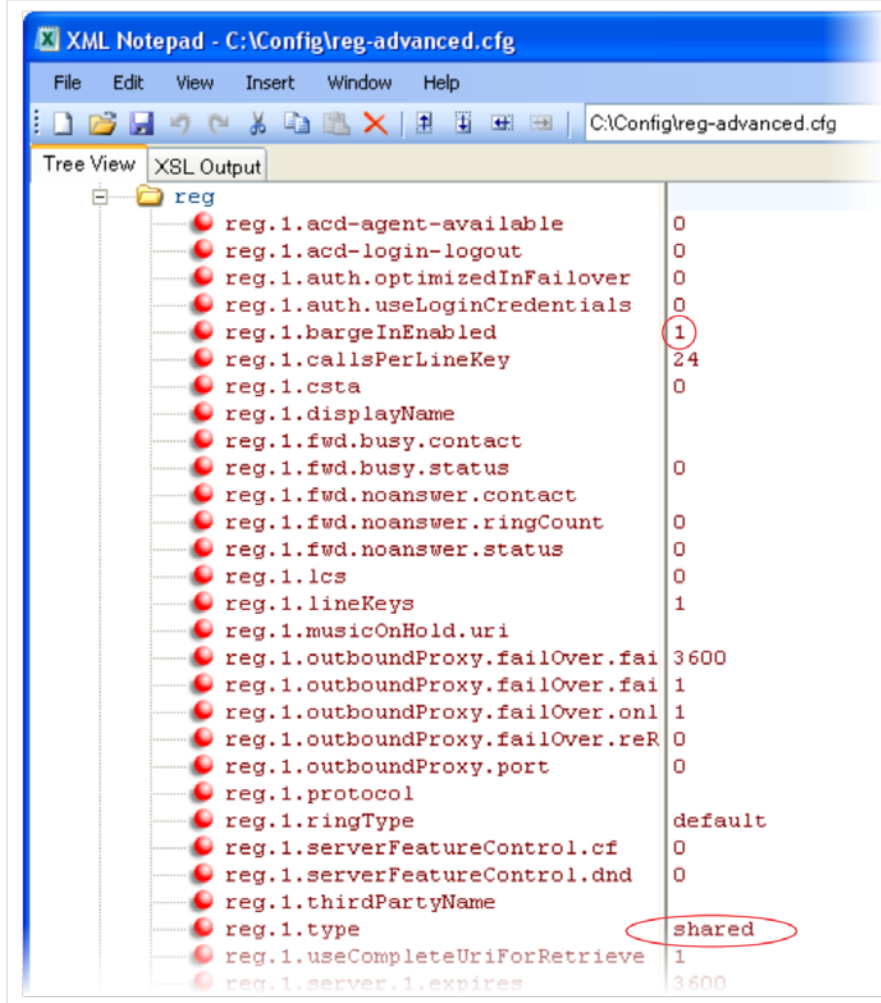 XML Notepad - C:\Config\reg-advanced.cfg
File Edit View Insert Window Help
C:\Config\reg-advanced.cfg
Tree View XSL Output
reg
reg.1.acd-agent-available 0
reg.1.acd-login-logout 0
reg.1.auth.optimizedInFailover 0
reg.1.auth.useLoginCredentials 0
reg.1.bargeInEnabled 1
reg.1.callsPerLineKey 24
reg.1.csta 0
reg.1.displayName
reg.1.fwd.busy.contact
reg.1.fwd.busy.status 0
reg.1.fwd.noanswer.contact
reg.1.fwd.noanswer.ringCount 0
reg.1.fwd.noanswer.status 0
reg.1.lcs 0
reg.1.lineKeys 1
reg.1.musicOnHold.uri
reg.1.outboundProxy.failOver.fai 3600
reg.1.outboundProxy.failOver.fai 1
reg.1.outboundProxy.failOver.onl 1
reg.1.outboundProxy.failOver.reR 0
reg.1.outboundProxy.port 0
reg.1.protocol
reg.1.ringType default
reg.1.serverFeatureControl.cf 0
reg.1.serverFeatureControl.dnd 0
reg.1.thirdPartyName
reg.1.type shared
reg.1.useCompleteUriForRetrieve 1
reg.1.server.1.expires 3600